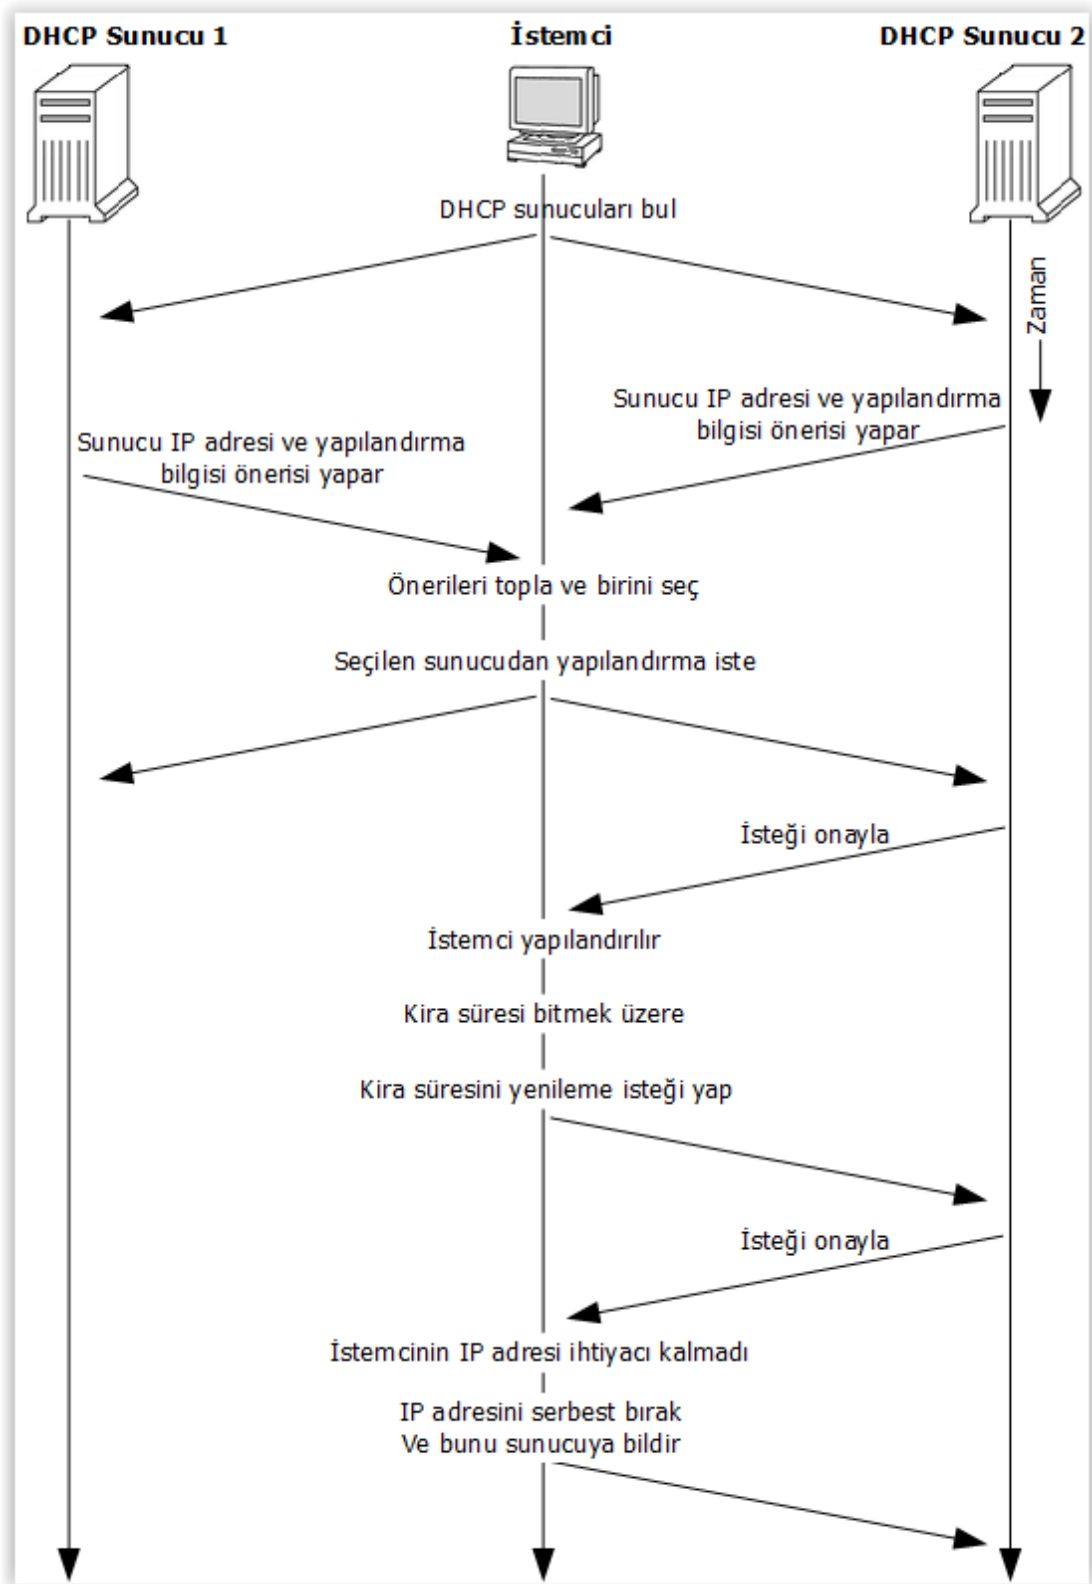 DHCP Sunucu 1
İstemci
DHCP Sunucu 2
DHCP sunucuları bul
Zaman
Sunucu IP adresi ve yapılandırma
bilgisi önerisi yapar
Sunucu IP adresi ve yapılandırma
bilgisi önerisi yapar
Önerileri topla ve birini seç
Seçilen sunucudan yapılandırma iste
İsteği onayla
İstemci yapılandırılır
Kira süresi bitmek üzere
Kira süresini yenileme isteği yap
İsteği onayla
İstemcinin IP adresi ihtiyacı kalmadı
IP adresini serbest bırak
Ve bunu sunucuya bildir